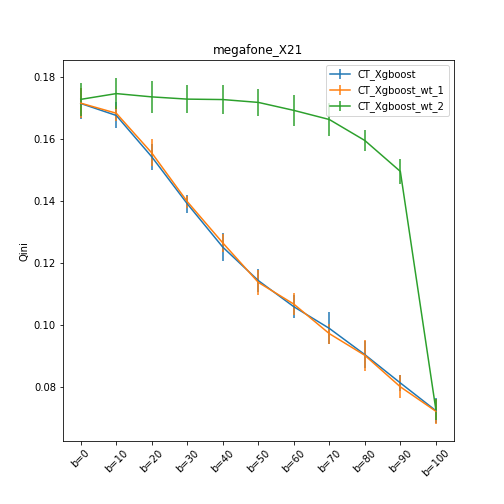 megafone_X21
CT_Xgboost
CT_Xgboost_wt_1
CT_Xgboost_wt_2
Qini
0.18
0.16
0.14
0.12
0.10
0.08
b=0
b=10
b=20
b=30
b=40
b=50
b=60
b=70
b=80
b=90
b=100